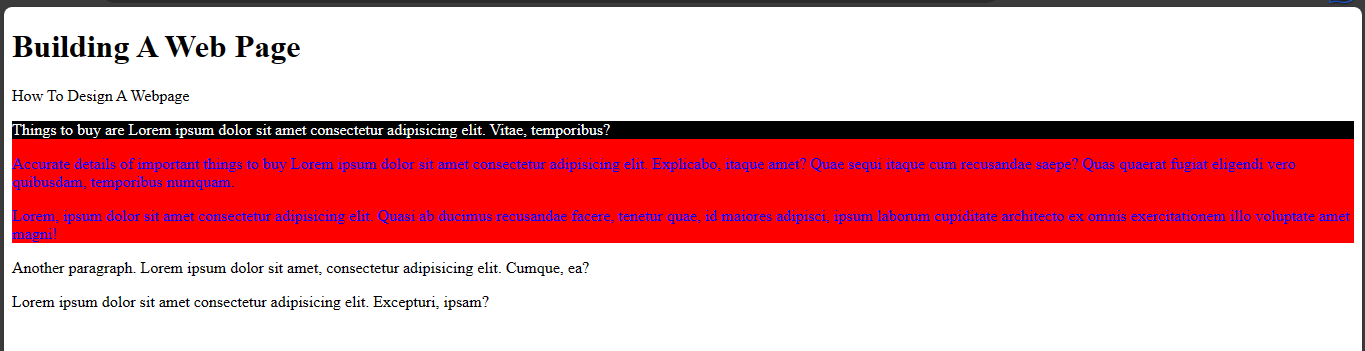 Building A Web Page
How To Design A Webpage
Things to buy are Lorem ipsum dolor sit amet consectetur adipisicing elit. Vitae, temporibus?
Accurate details of important things to buy Lorem ipsum dolor sit amet consectetur adipisicing elit. Explicabo, itaque amet? Quae sequi itaque cum recusandae saepe? Quas quaerat fugiat eligendi vero
quibusdam, temporibus numquam.
Lorem, ipsum dolor sit amet consectetur adipisicing elit. Quasi ab ducimus recusandae facere, tenetur quae, id maiores adipisci, ipsum laborum cupiditate architecto ex omnis exercitationem illo voluptate amet
magni!
Another paragraph. Lorem ipsum dolor sit amet, consectetur adipisicing elit. Cumque, ea?
Lorem ipsum dolor sit amet consectetur adipisicing elit. Excepturi, ipsam?